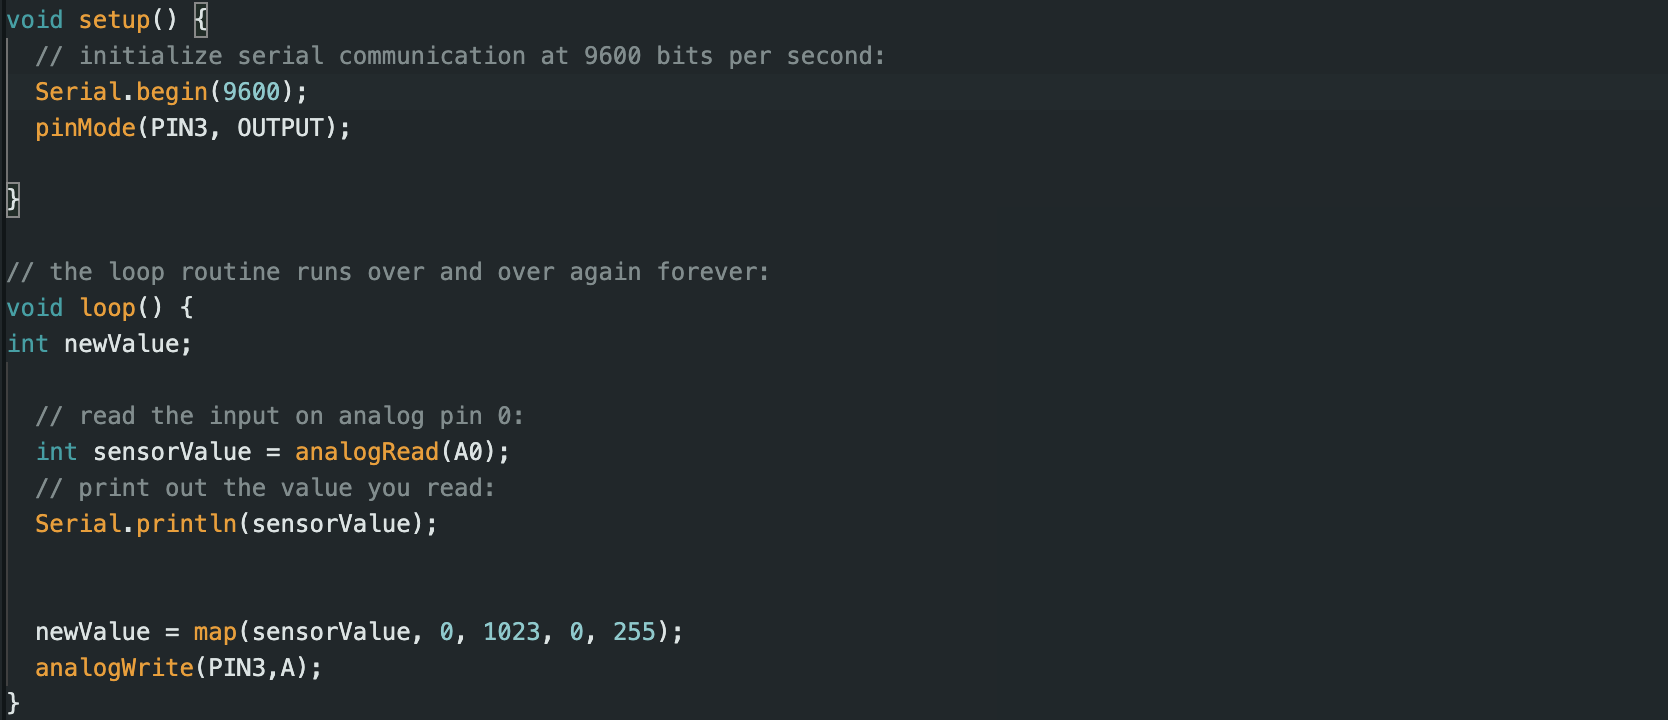 void setup() {
// initialize serial communication at 9600 bits per second:
Serial.begin(9600);
pinMode(PIN3, OUTPUT);
}
// the loop routine runs over and over again forever:
void loop() {
int newValue;
// read the input on analog pin 0:
int sensorValue = analogRead(A0);
// print out the value you read:
Serial.println(sensorValue);
newValue = map(sensorValue, 0, 1023, 0, 255);
analogWrite(PIN3,A);
}